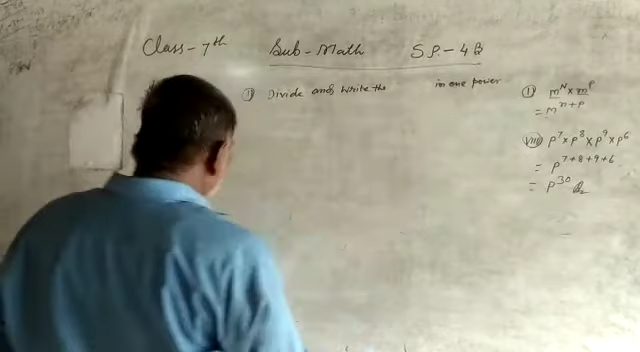 Class - 7th Sub - Math S.P. - 4B
Divide and write the in one power
m^N x m^P
= m^n+p
(VIII) p^7 x p^8 x p^9 x p^6
= p^7+8+9+6
= p^30